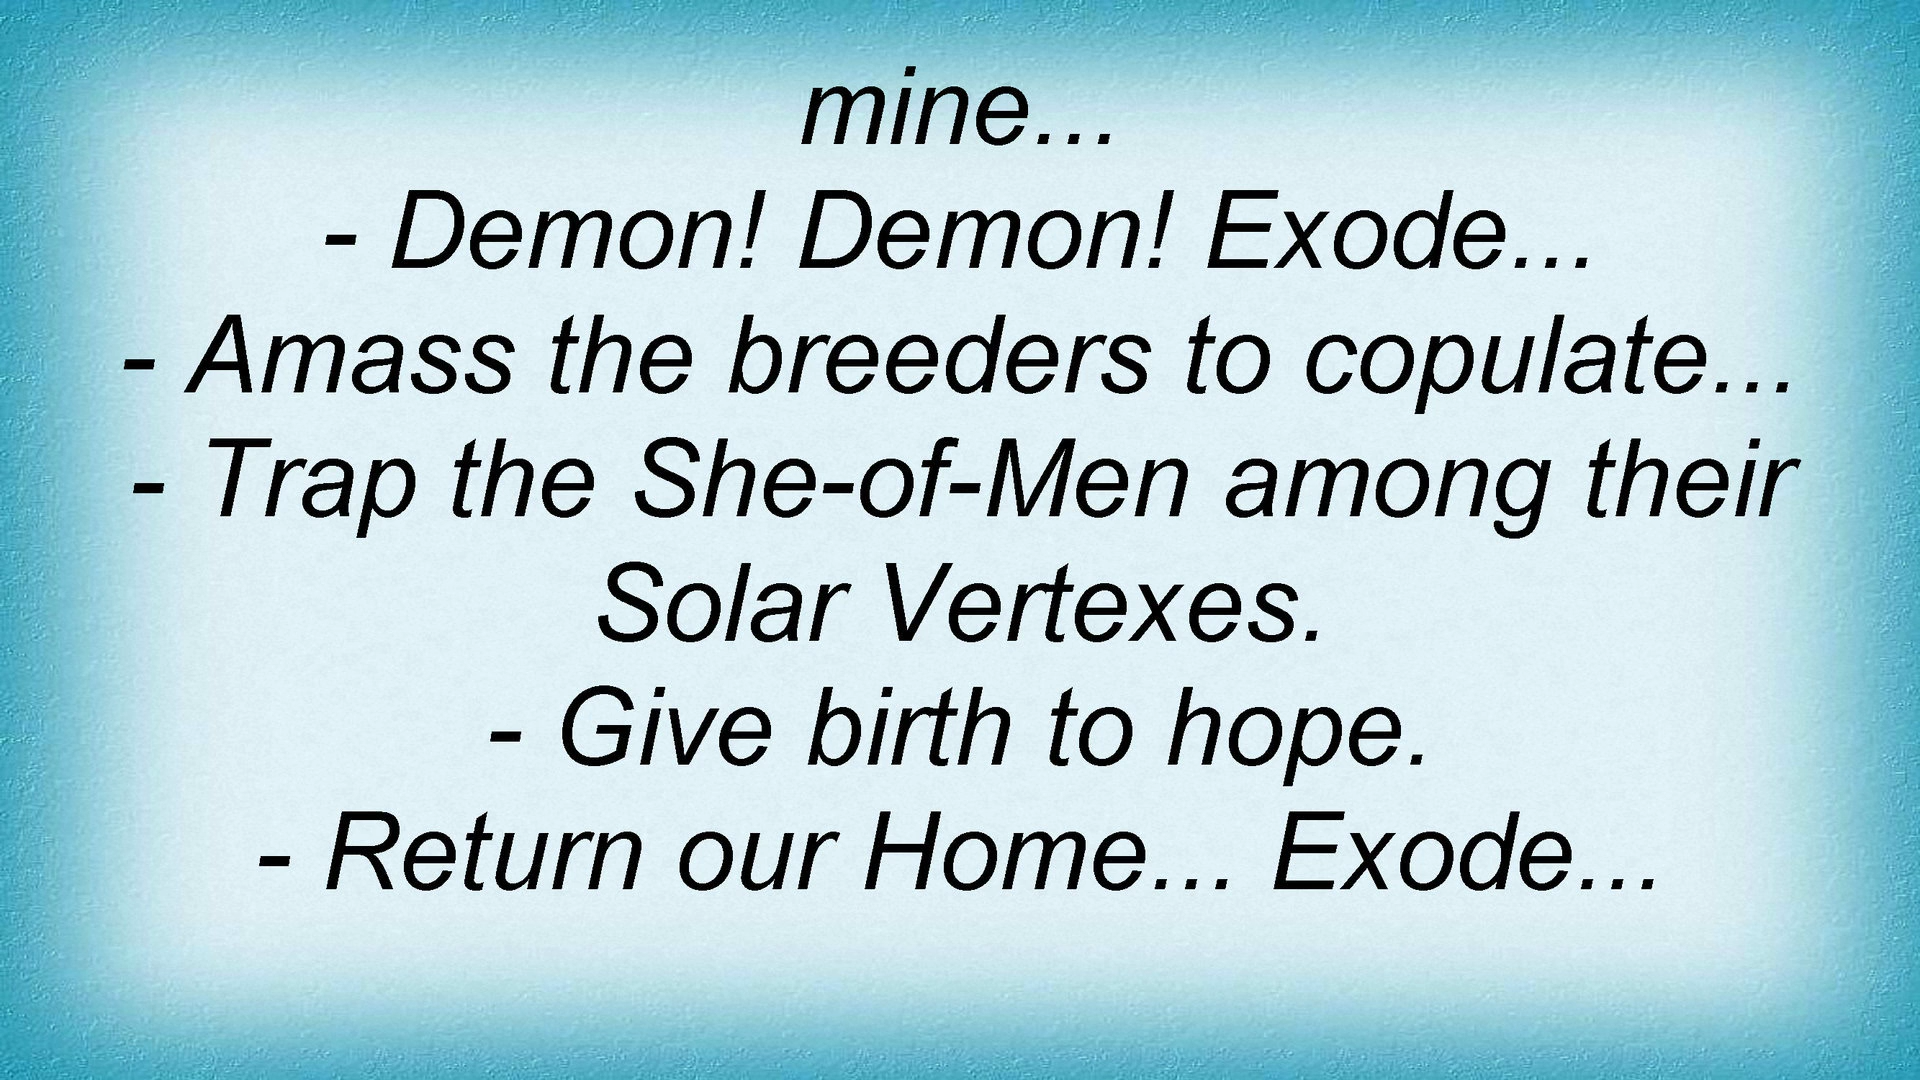 mine...
- Demon! Demon! Exode...
- Amass the breeders to copulate...
- Trap the She-of-Men among their
Solar Vertexes.
- Give birth to hope.
- Return our Home... Exode...